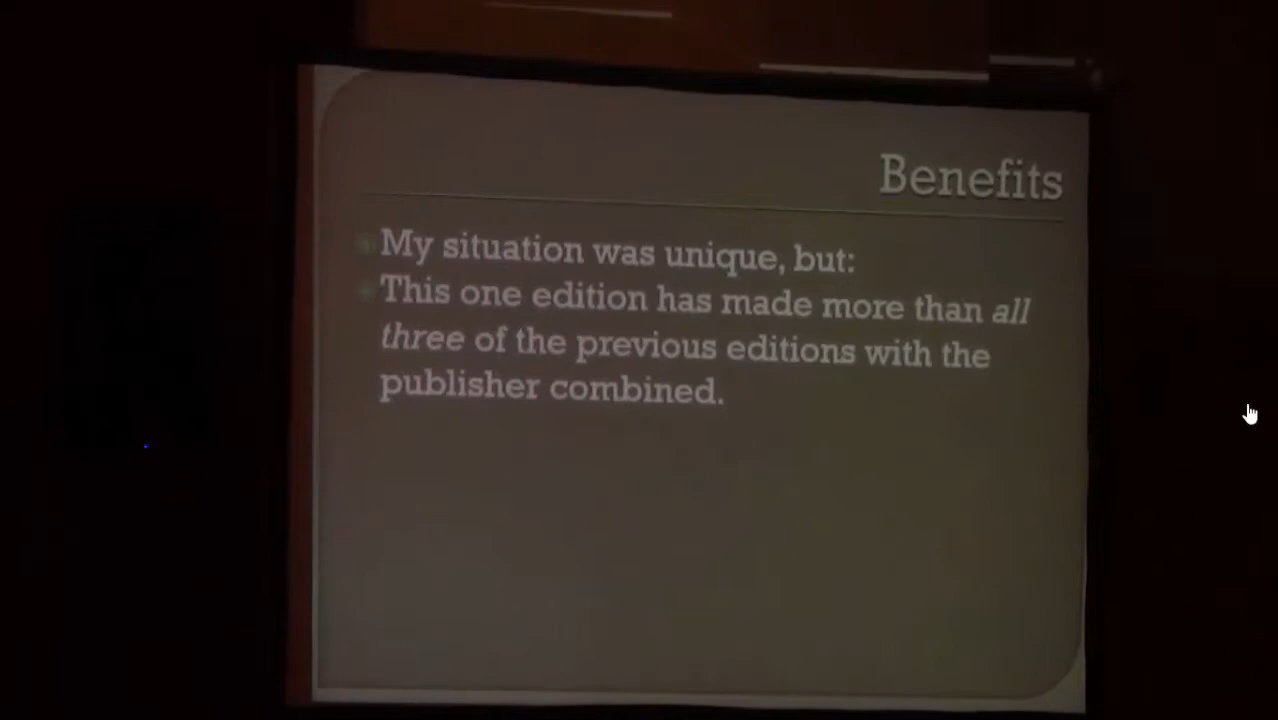 Benefits
My situation was unique, but:
This one edition has made more than all
three of the previous editions with the
publisher combined.